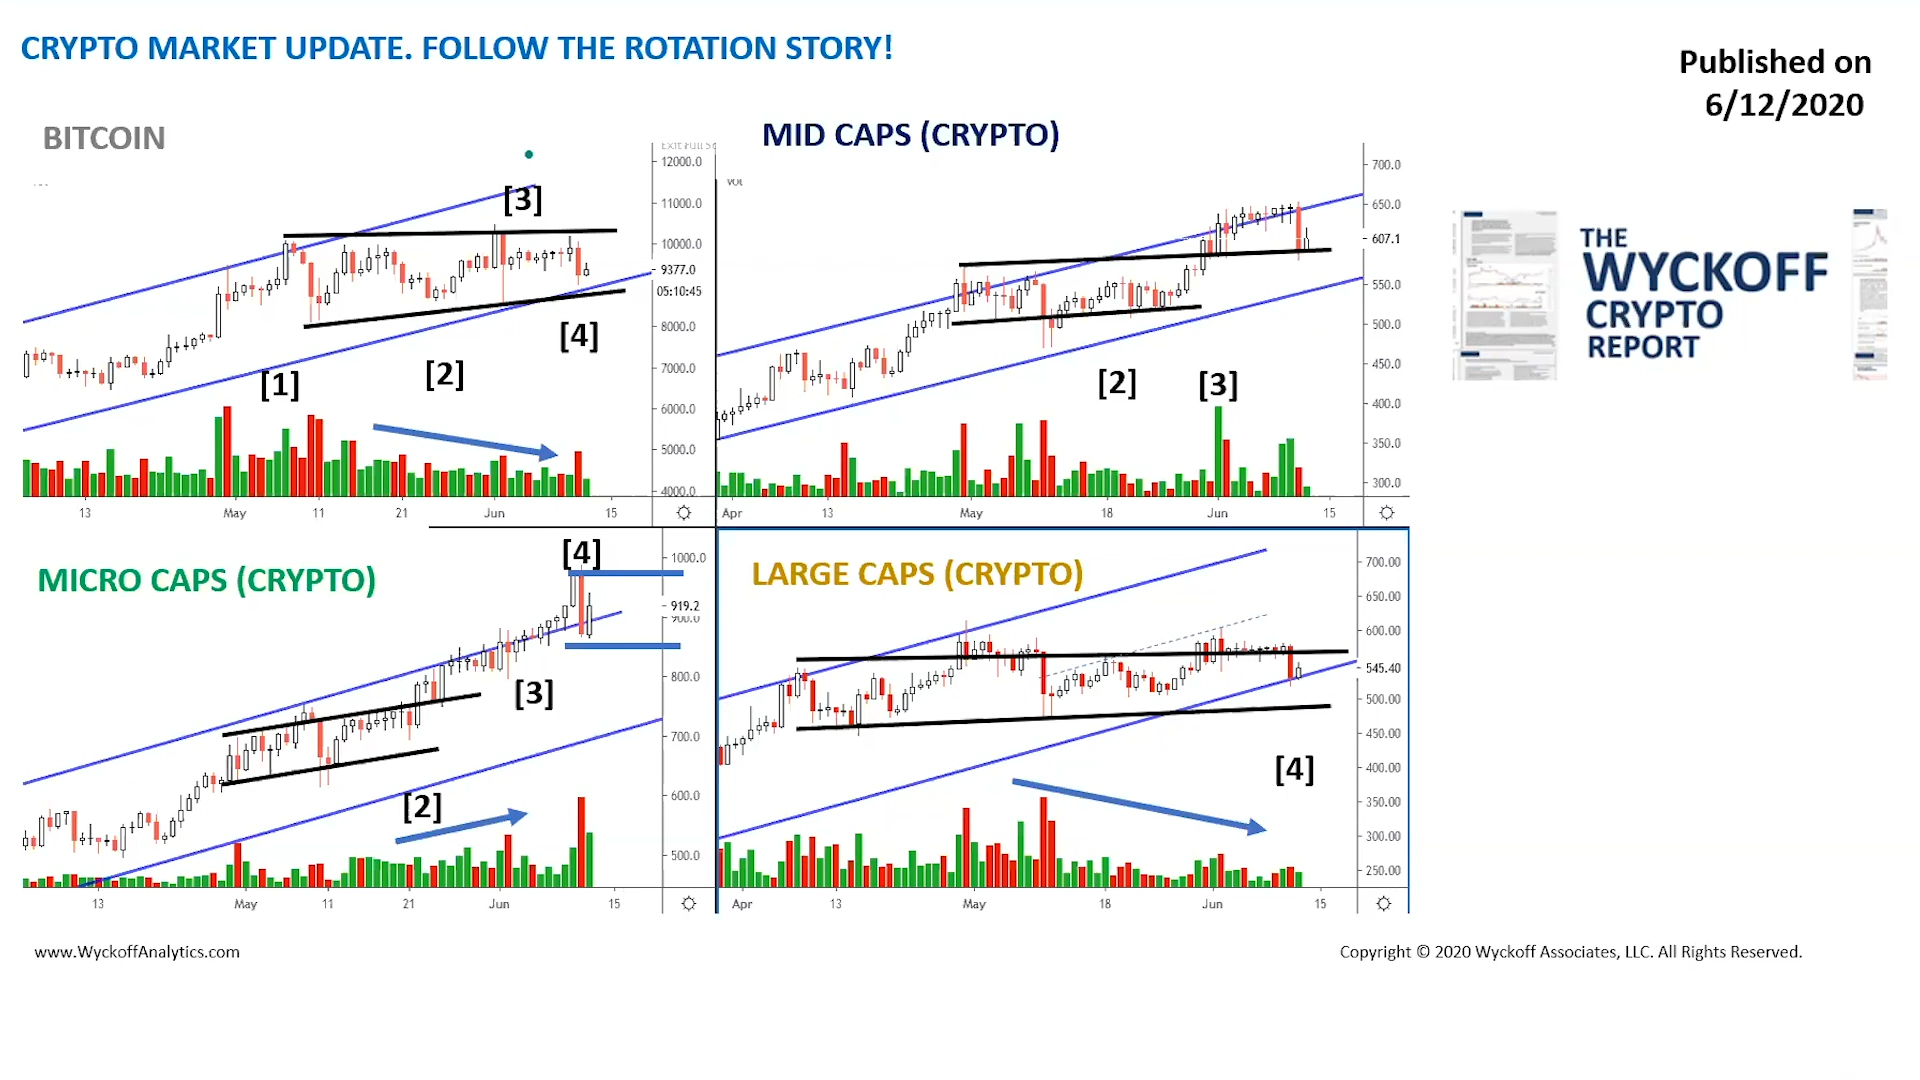 CRYPTO MARKET UPDATE. FOLLOW THE ROTATION STORY!
Published on
6/12/2020
BITCOIN
[3]
[4]
[2]
[1]
12000.0
11000.0
10000.0
9377.0
05:10:45
8000.0
7000.0
6000.0
5000.0
4000.0
13 May 11 21 Jun 15
MID CAPS (CRYPTO)
[2] [3]
700.0
650.0
607.1
550.0
500.0
450.0
400.0
350.0
300.0
Apr 13 May 18 Jun 15
THE
WYCKOFF
CRYPTO
REPORT
MICRO CAPS (CRYPTO)
[4]
[3]
[2]
1000.0
919.2
900.0
800.0
700.0
600.0
500.0
13 May 11 21 Jun 15
LARGE CAPS (CRYPTO)
[4]
700.00
650.00
600.00
545.40
500.00
450.00
400.00
350.00
300.00
250.00
Apr 13 May 18 Jun 15
www.WyckoffAnalytics.com
Copyright © 2020 Wyckoff Associates, LLC. All Rights Reserved.